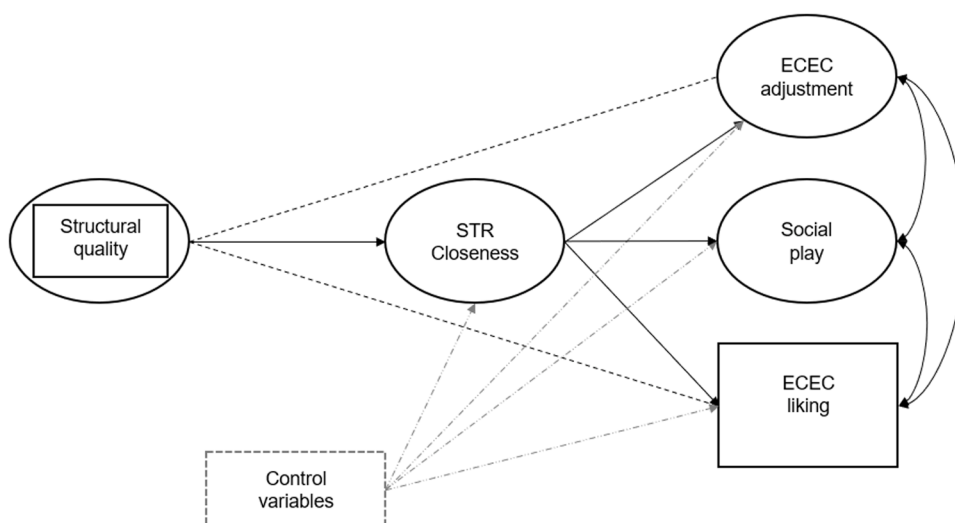 ECEC
adjustment
Structural
quality
STR
Closeness
Social
play
ECEC
liking
Control
variables